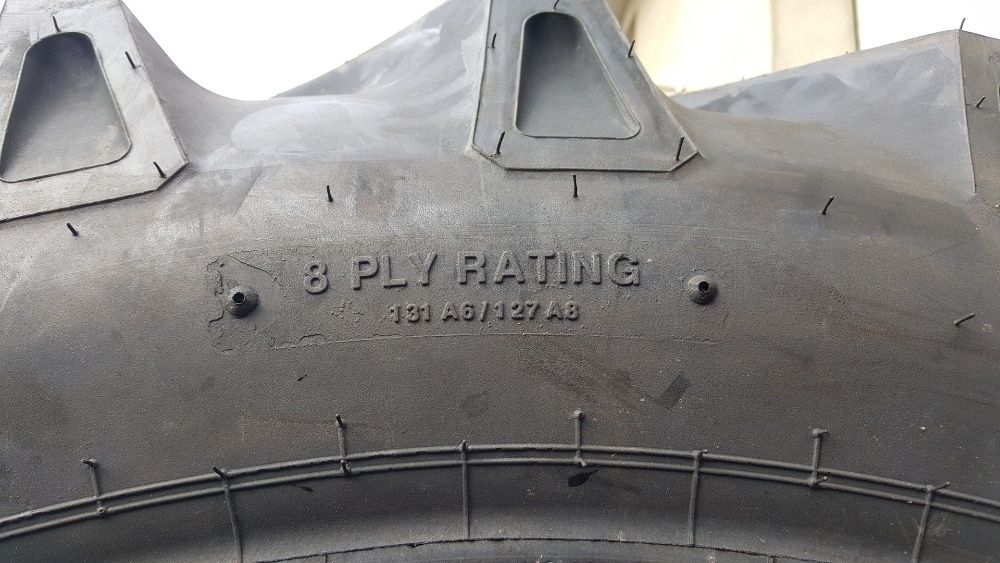 8 PLY RATING
131 A6/127 A8